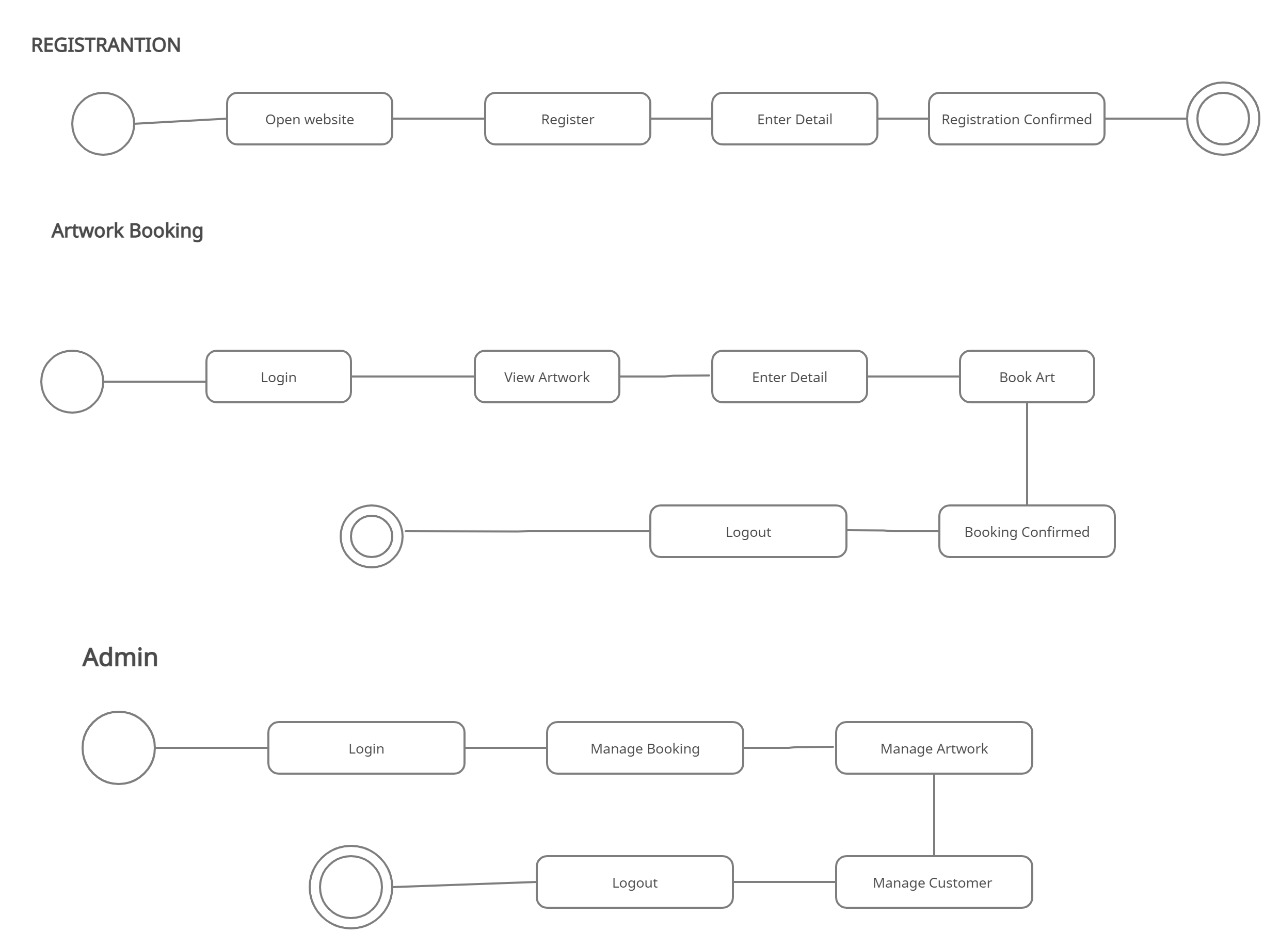 REGISTRANTION
Open website
Register
Enter Detail
Registration Confirmed
Artwork Booking
Login
View Artwork
Enter Detail
Book Art
Logout
Booking Confirmed
Admin
Login
Manage Booking
Manage Artwork
Logout
Manage Customer